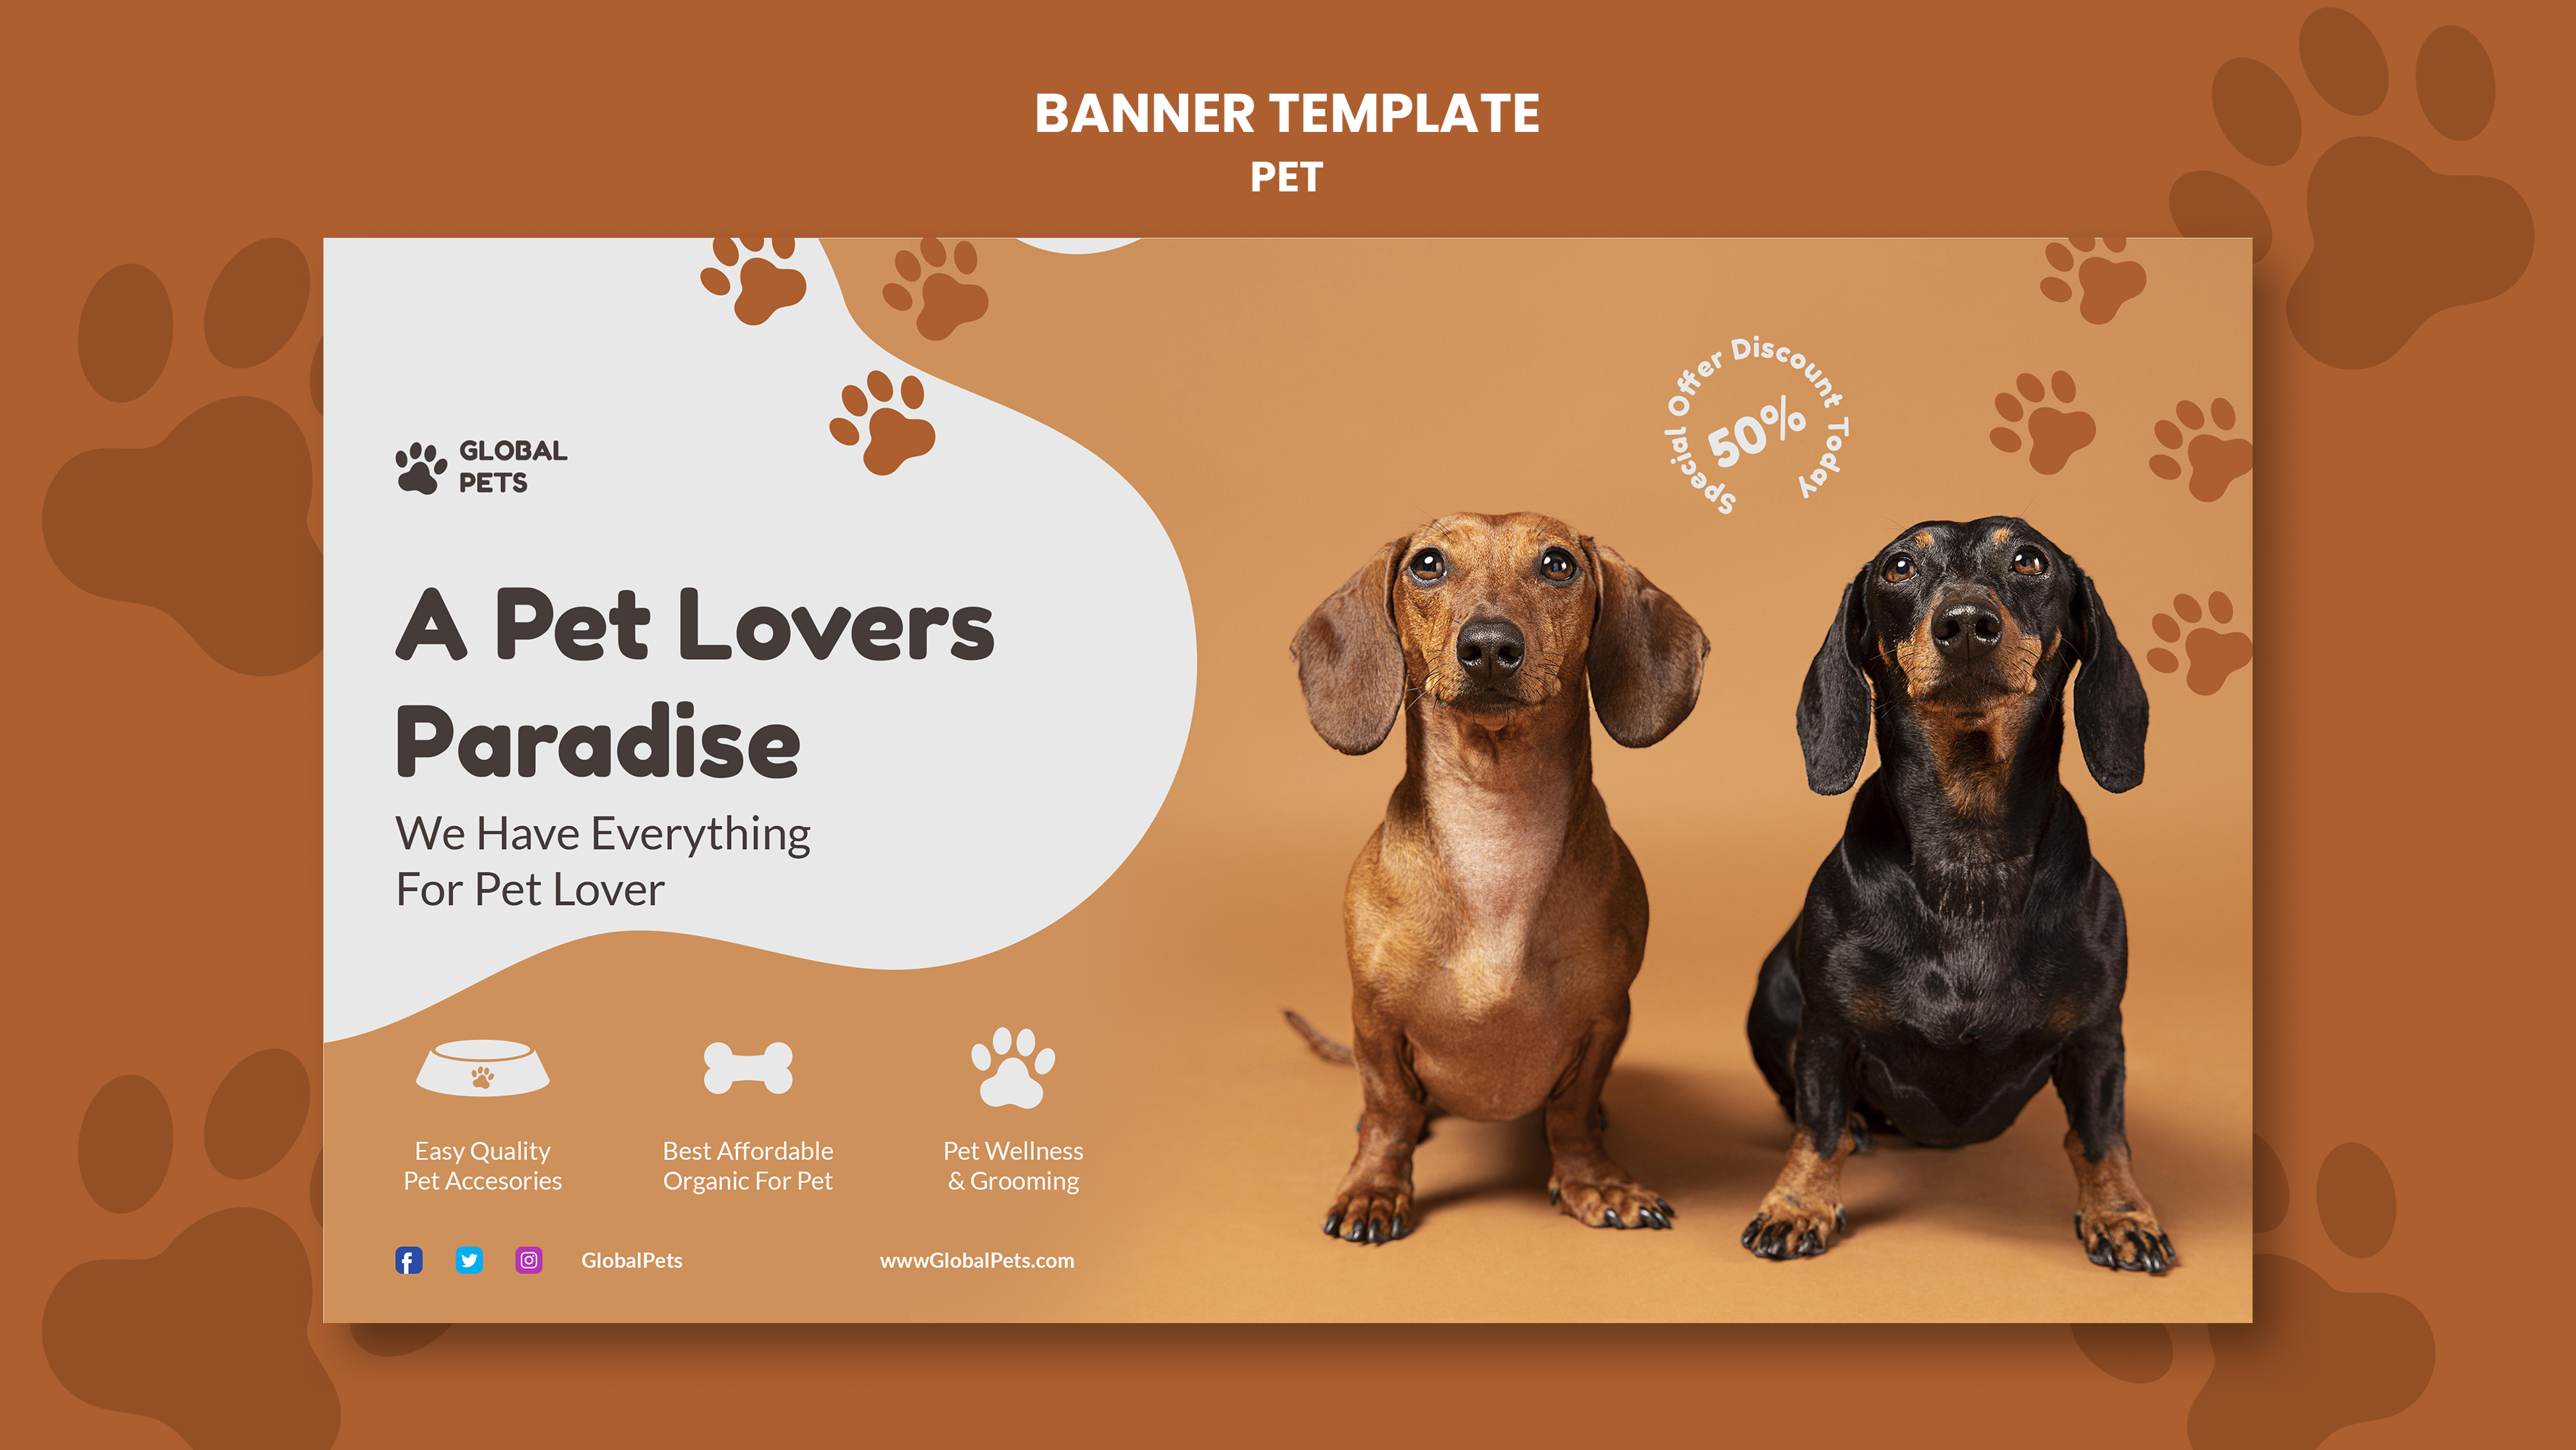 BANNER TEMPLATE
PET
GLOBAL
PETS
Special Offer Discount Today
50%
A Pet Lovers
Paradise
We Have Everything
For Pet Lover
Easy Quality
Pet Accesories
Best Affordable
Organic For Pet
Pet Wellness
& Grooming
GlobalPets
wwwGlobalPets.com